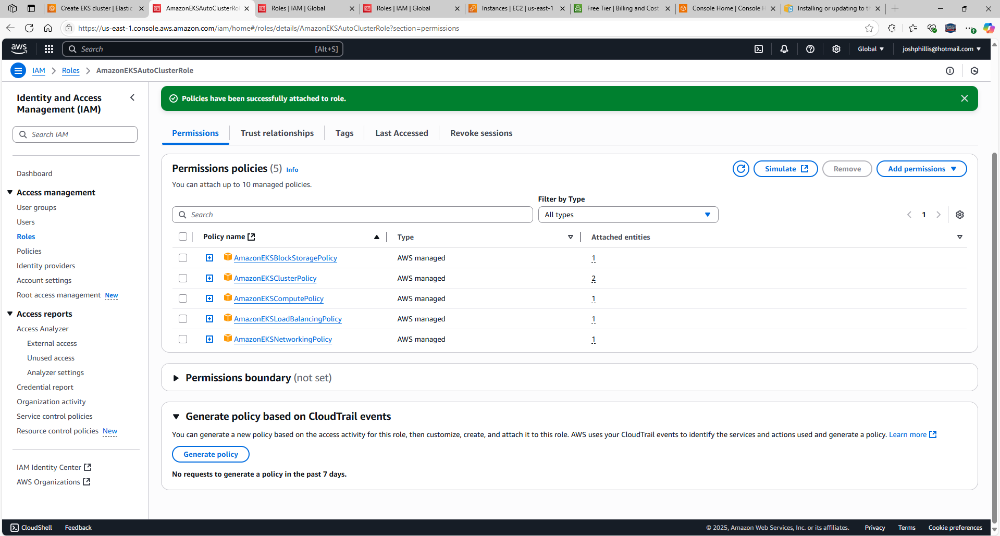 Create EKS cluster | Elastic
AmazonEKSAutoClusterRo
Roles | IAM | Global
Roles | IAM | Global
Instances | EC2 | us-east-1
Free Tier | Billing and Cost
Console Home | Console H
Installing or updating to th
https://us-east-1.console.aws.amazon.com/iam/home#/roles/details/AmazonEKSAutoClusterRole?section=permissions
aws
Search
[Alt+S]
Global
joshphillis@hotmail.com
IAM
Roles
AmazonEKSAutoClusterRole
Identity and Access
Management (IAM)
Search IAM
Dashboard
Access management
User groups
Users
Roles
Policies
Identity providers
Account settings
Root access management New
Access reports
Access Analyzer
External access
Unused access
Analyzer settings
Credential report
Organization activity
Service control policies
Resource control policies New
IAM Identity Center
AWS Organizations
Policies have been successfully attached to role.
Permissions
Trust relationships
Tags
Last Accessed
Revoke sessions
Permissions policies (5) Info
You can attach up to 10 managed policies.
Simulate
Remove
Add permissions
Filter by Type
Search
All types
1
Policy name
Type
Attached entities
AmazonEKSBlockStoragePolicy AWS managed 1
AmazonEKSClusterPolicy AWS managed 2
AmazonEKSComputePolicy AWS managed 1
AmazonEKSLoadBalancingPolicy AWS managed 1
AmazonEKSNetworkingPolicy AWS managed 1
Permissions boundary (not set)
Generate policy based on CloudTrail events
You can generate a new policy based on the access activity for this role, then customize, create, and attach it to this role. AWS uses your CloudTrail events to identify the services and actions used and generate a policy. Learn more
Generate policy
No requests to generate a policy in the past 7 days.
CloudShell
Feedback
© 2025, Amazon Web Services, Inc. or its affiliates.
Privacy
Terms
Cookie preferences